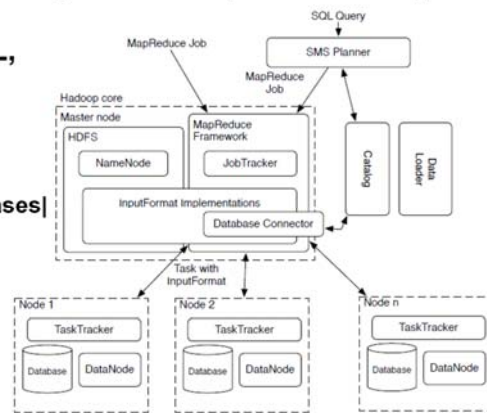 L,
ases|
SQL Query
SMS Planner
MapReduce Job
MapReduce
Job
Hadoop core
Master node
HDFS
MapReduce
Framework
NameNode
JobTracker
InputFormat Implementations
Database Connector
Catalog
Data
Loader
Task with
InputFormat
Node 1
TaskTracker
Database
DataNode
Node 2
TaskTracker
Database
DataNode
Node n
TaskTracker
Database
DataNode